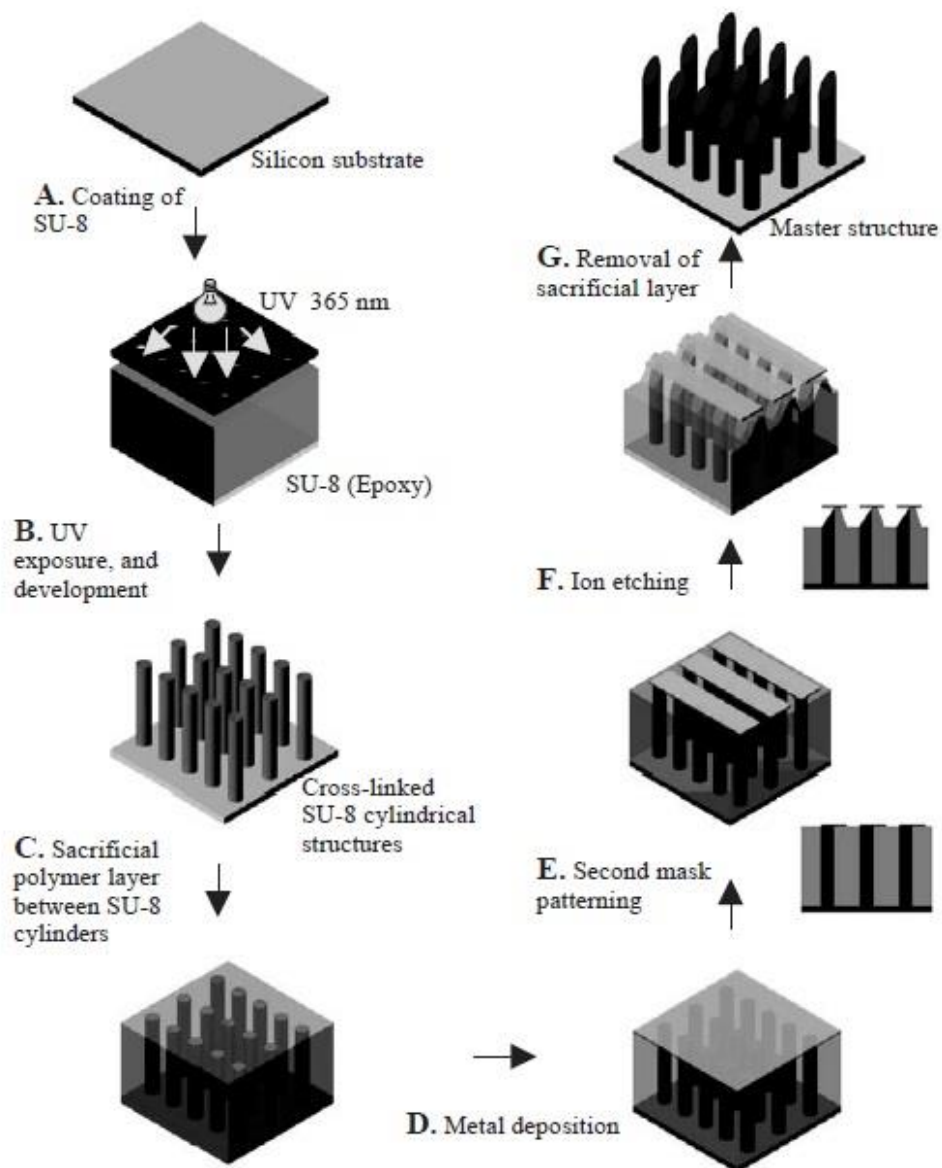 Silicon substrate
A. Coating of
SU-8
UV 365 nm
SU-8 (Epoxy)
B. UV
exposure, and
development
Cross-linked
SU-8 cylindrical
structures
C. Sacrificial
polymer layer
between SU-8
cylinders
D. Metal deposition
E. Second mask
patterning
F. Ion etching
G. Removal of
sacrificial layer
Master structure